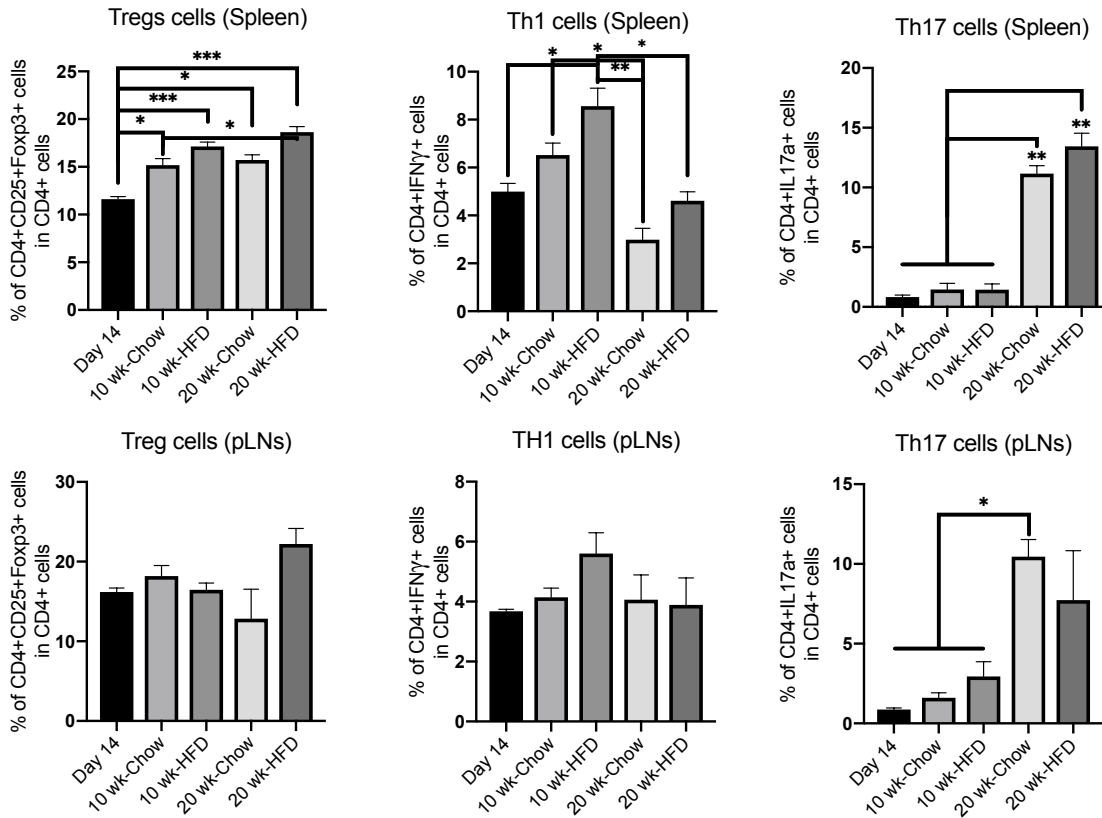 Tregs cells (Spleen)
% of CD4+CD25+Foxp3+ cells
in CD4+ cells
25
20
15
10
5
0
***
*
***
*
*
Day 14
10 wk-Chow
10 wk-HFD
20 wk-Chow
20 wk-HFD
Th1 cells (Spleen)
% of CD4+IFNγ+ cells
in CD4+ cells
10
8
6
4
2
0
*
*
*
**
Day 14
10 wk-Chow
10 wk-HFD
20 wk-Chow
20 wk-HFD
Th17 cells (Spleen)
% of CD4+IL17a+ cells
in CD4+ cells
20
15
10
5
0
**
**
Day 14
10 wk-Chow
10 wk-HFD
20 wk-Chow
20 wk-HFD
Treg cells (pLNs)
% of CD4+CD25+Foxp3+ cells
in CD4+ cells
30
20
10
0
Day 14
10 wk-Chow
10 wk-HFD
20 wk-Chow
20 wk-HFD
TH1 cells (pLNs)
% of CD4+IFNγ+ cells
in CD4+ cells
8
6
4
2
0
Day 14
10 wk-Chow
10 wk-HFD
20 wk-Chow
20 wk-HFD
Th17 cells (pLNs)
% of CD4+IL17a+ cells
in CD4+ cells
15
10
5
0
*
Day 14
10 wk-Chow
10 wk-HFD
20 wk-Chow
20 wk-HFD